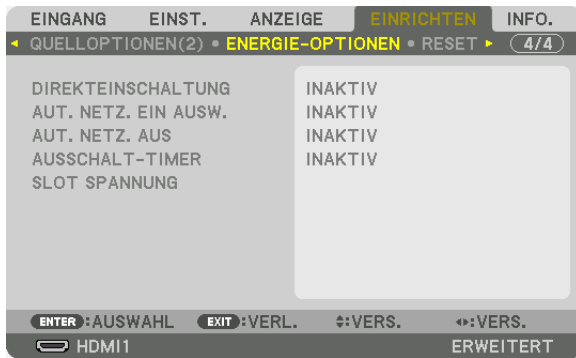 EINGANG EINST. ANZEIGE EINRICHTEN INFO.
◄ QUELLOPTIONEN(2) • ENERGIE-OPTIONEN • RESET ► 4/4
DIREKTEINSCHALTUNG INAKTIV
AUT. NETZ. EIN AUSW. INAKTIV
AUT. NETZ. AUS INAKTIV
AUSSCHALT-TIMER INAKTIV
SLOT SPANNUNG
ENTER :AUSWAHL EXIT :VERL. ♦:VERS. ◂▸:VERS.
HDMI1 ERWEITERT